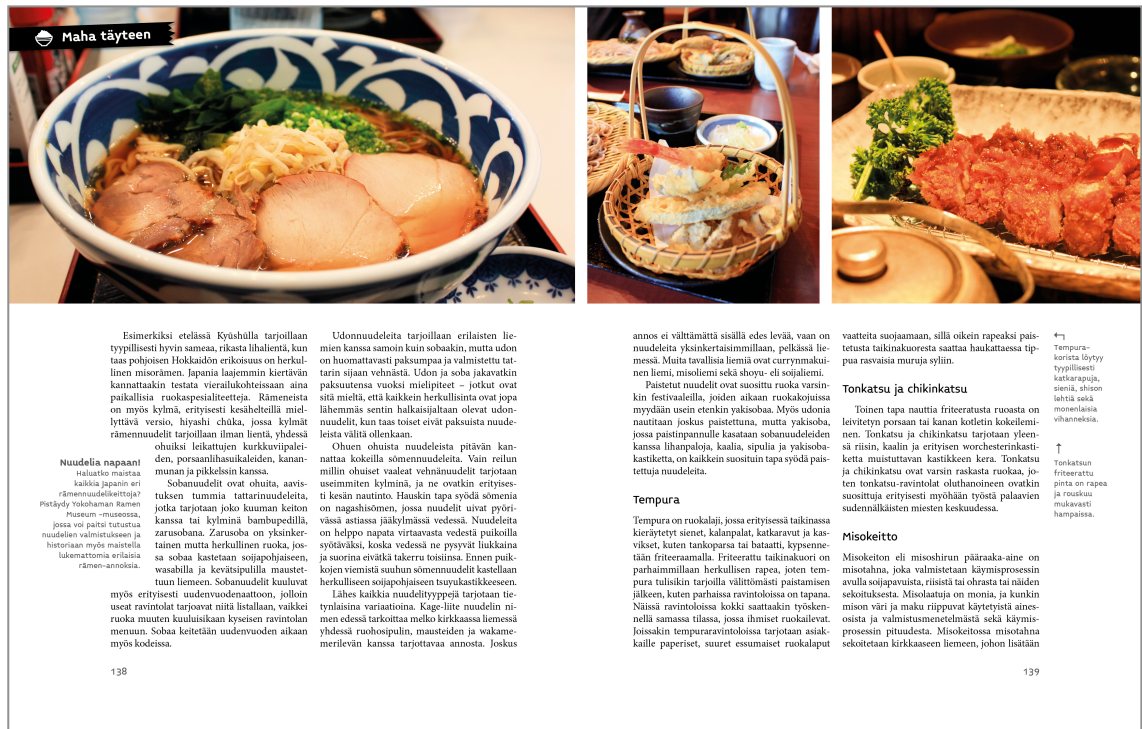 Maha täyteen
Esimerkiksi etelässä Kyūshūlla tarjoillaan
tyypillisesti hyvin sameaa, rikasta lihalientä, kun
taas pohjoisen Hokkaidōn erikoisuus on herkul-
linen misorāmen. Japania laajemmin kiertävän
kannattaakin testata vierailukohteissaan aina
paikallisia ruokaspesialiteetteja. Rāmeneista
on myös kylmä, erityisesti kesähelteillä miel-
lyttävä versio, hiyashi chūka, jossa kylmät
rāmennuudelit tarjoillaan ilman lientä, yhdessä
ohuiksi leikattujen kurkkuviipalei-
den, porsaanlihasuikaleiden, kanan-
munan ja pikkelssin kanssa.
Sobanuudelit ovat ohuita, aavis-
tuksen tummia tattarinuudeleita,
jotka tarjotaan joko kuuman keiton
kanssa tai kylminä bambupedillä,
zarusobana. Zarusoba on yksinker-
tainen mutta herkullinen ruoka, jos-
sa sobaa kastetaan soijapohjaiseen,
wasabilla ja kevätsipulilla maustet-
tuun liemeen. Sobanuudelit kuuluvat
myös erityisesti uudenvuodenaattoon, jolloin
useat ravintolat tarjoavat niitä listallaan, vaikkei
ruoka muuten kuuluisikaan kyseisen ravintolan
menuun. Sobaa keitetään uudenvuoden aikaan
myös kodeissa.
Nuudelia napaan!
Haluatko maistaa
kaikkia Japanin eri
rāmennuudelikeittoja?
Pistäydy Yokohaman Ramen
Museum -museossa,
jossa voi paitsi tutustua
nuudelien valmistukseen ja
historiaan myös maistella
lukemattomia erilaisia
rāmen-annoksia.
Udonnuudeleita tarjoillaan erilaisten lie-
mien kanssa samoin kuin sobaakin, mutta udon
on huomattavasti paksumpaa ja valmistettu tat-
tarin sijaan vehnästä. Udon ja soba jakavatkin
paksuutensa vuoksi mielipiteet – jotkut ovat
sitä mieltä, että kaikkein herkullisinta ovat jopa
lähemmäs sentin halkaisijaltaan olevat udon-
nuudelit, kun taas toiset eivät paksuista nuude-
leista välitä ollenkaan.
Ohuen ohuista nuudeleista pitävän kan-
nattaa kokeilla sōmennuudeleita. Vain reilun
millin ohuiset vaaleat vehnänuudelit tarjotaan
useimmiten kylminä, ja ne ovatkin erityises-
ti kesän nautinto. Hauskin tapa syödä sōmenia
on nagashisōmen, jossa nuudelit uivat pyöri-
vässä astiassa jääkylmässä vedessä. Nuudeleita
on helppo napata virtaavasta vedestä puikoilla
syötäväksi, koska vedessä ne pysyvät liukkaina
ja suorina eivätkä takerru toisiinsa. Ennen puik-
kojen viemistä suuhun sōmennuudelit kastellaan
herkulliseen soijapohjaiseen tsuyukastikkeeseen.
Lähes kaikkia nuudelityyppejä tarjotaan tie-
tynlaisina variaatioina. Kage-liite nuudelin ni-
men edessä tarkoittaa melko kirkkaassa liemessä
yhdessä ruohosipulin, mausteiden ja wakame-
merilevän kanssa tarjottavaa annosta. Joskus
138
annos ei välttämättä sisällä edes levää, vaan on
nuudeleita yksinkertaisimmillaan, pelkässä lie-
messä. Muita tavallisia liemiä ovat currynmakui-
nen liemi, misoliemi sekä shoyu- eli soijaliemi.
Paistetut nuudelit ovat suosittu ruoka varsin-
kin festivaaleilla, joiden aikaan ruokakojuissa
myydään usein etenkin yakisobaa. Myös udonia
nautitaan joskus paistettuna, mutta yakisoba,
jossa paistinpannulle kasataan sobanuudeleiden
kanssa lihanpaloja, kaalia, sipulia ja yakisoba-
kastiketta, on kaikkein suosituin tapa syödä pais-
tettuja nuudeleita.
Tempura
Tempura on ruokalaji, jossa erityisessä taikinassa
kieräytetyt sienet, kalanpalat, katkaravut ja kas-
vikset, kuten tankoparsa tai bataatti, kypsenne-
tään friteeraamalla. Friteerattu taikinakuori on
parhaimmillaan herkullisen rapea, joten tem-
pura tulisikin tarjoilla välittömästi paistamisen
jälkeen, kuten parhaissa ravintoloissa on tapana.
Näissä ravintoloissa kokki saattaakin työsken-
nellä samassa tilassa, jossa ihmiset ruokailevat.
Joissakin tempuraravintoloissa tarjotaan asiak-
kaille paperiset, suuret essumaiset ruokalaput
vaatteita suojaamaan, sillä oikein rapeaksi pais-
tetusta taikinakuoresta saattaa haukattaessa tip-
pua rasvaisia muruja syliin.
Tonkatsu ja chikinkatsu
Toinen tapa nauttia friteeratusta ruoasta on
leivitetyn porsaan tai kanan kotletin kokeilemi-
nen. Tonkatsu ja chikinkatsu tarjotaan yleen-
sä riisin, kaalin ja erityisen worchesterinkasti-
ketta muistuttavan kastikkeen kera. Tonkatsu
ja chikinkatsu ovat varsin raskasta ruokaa, jo-
ten tonkatsu-ravintolat oluthanoineen ovatkin
suosittuja erityisesti myöhään työstä palaavien
sudennälkäisten miesten keskuudessa.
Misokeitto
Misokeiton eli misoshirun pääraaka-aine on
misotahna, joka valmistetaan käymisprosessin
avulla soijapavuista, riisistä tai ohrasta tai näiden
sekoituksesta. Misolaatuja on monia, ja kunkin
mison väri ja maku riippuvat käytetyistä aines-
osista ja valmistusmenetelmästä sekä käymis-
prosessin pituudesta. Misokeitossa misotahna
sekoitetaan kirkkaaseen liemeen, johon lisätään
Tempura-
korista löytyy
tyypillisesti
katkarapuja,
sieniä, shison
lehtiä sekä
monenlaisia
vihanneksia.
Tonkatsun
friteerattu
pinta on rapea
ja rouskuu
mukavasti
hampaissa.
139